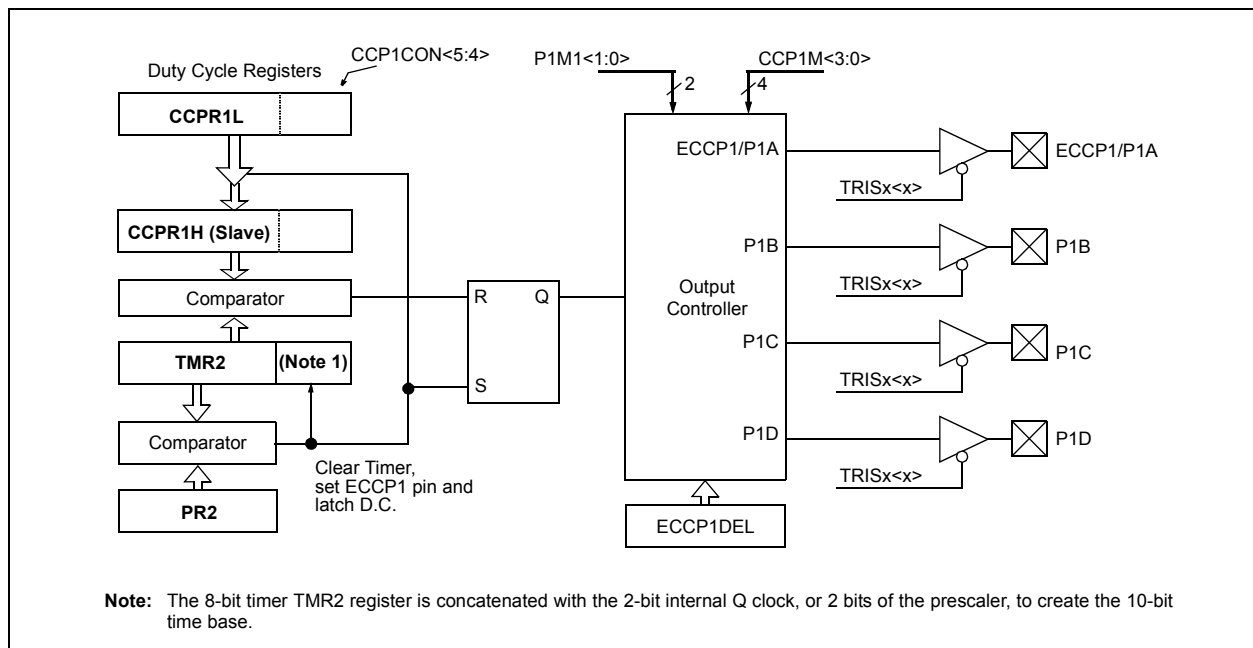 CCP1CON<5:4>
Duty Cycle Registers
CCPR1L
CCPR1H (Slave)
Comparator
TMR2
(Note 1)
Comparator
PR2
Clear Timer,
set ECCP1 pin and
latch D.C.
R
Q
S
P1M1<1:0>
2
CCP1M<3:0>
4
Output
Controller
ECCP1/P1A
P1B
P1C
P1D
ECCP1DEL
TRISx<x>
ECCP1/P1A
TRISx<x>
P1B
TRISx<x>
P1C
TRISx<x>
P1D
Note: The 8-bit timer TMR2 register is concatenated with the 2-bit internal Q clock, or 2 bits of the prescaler, to create the 10-bit
time base.